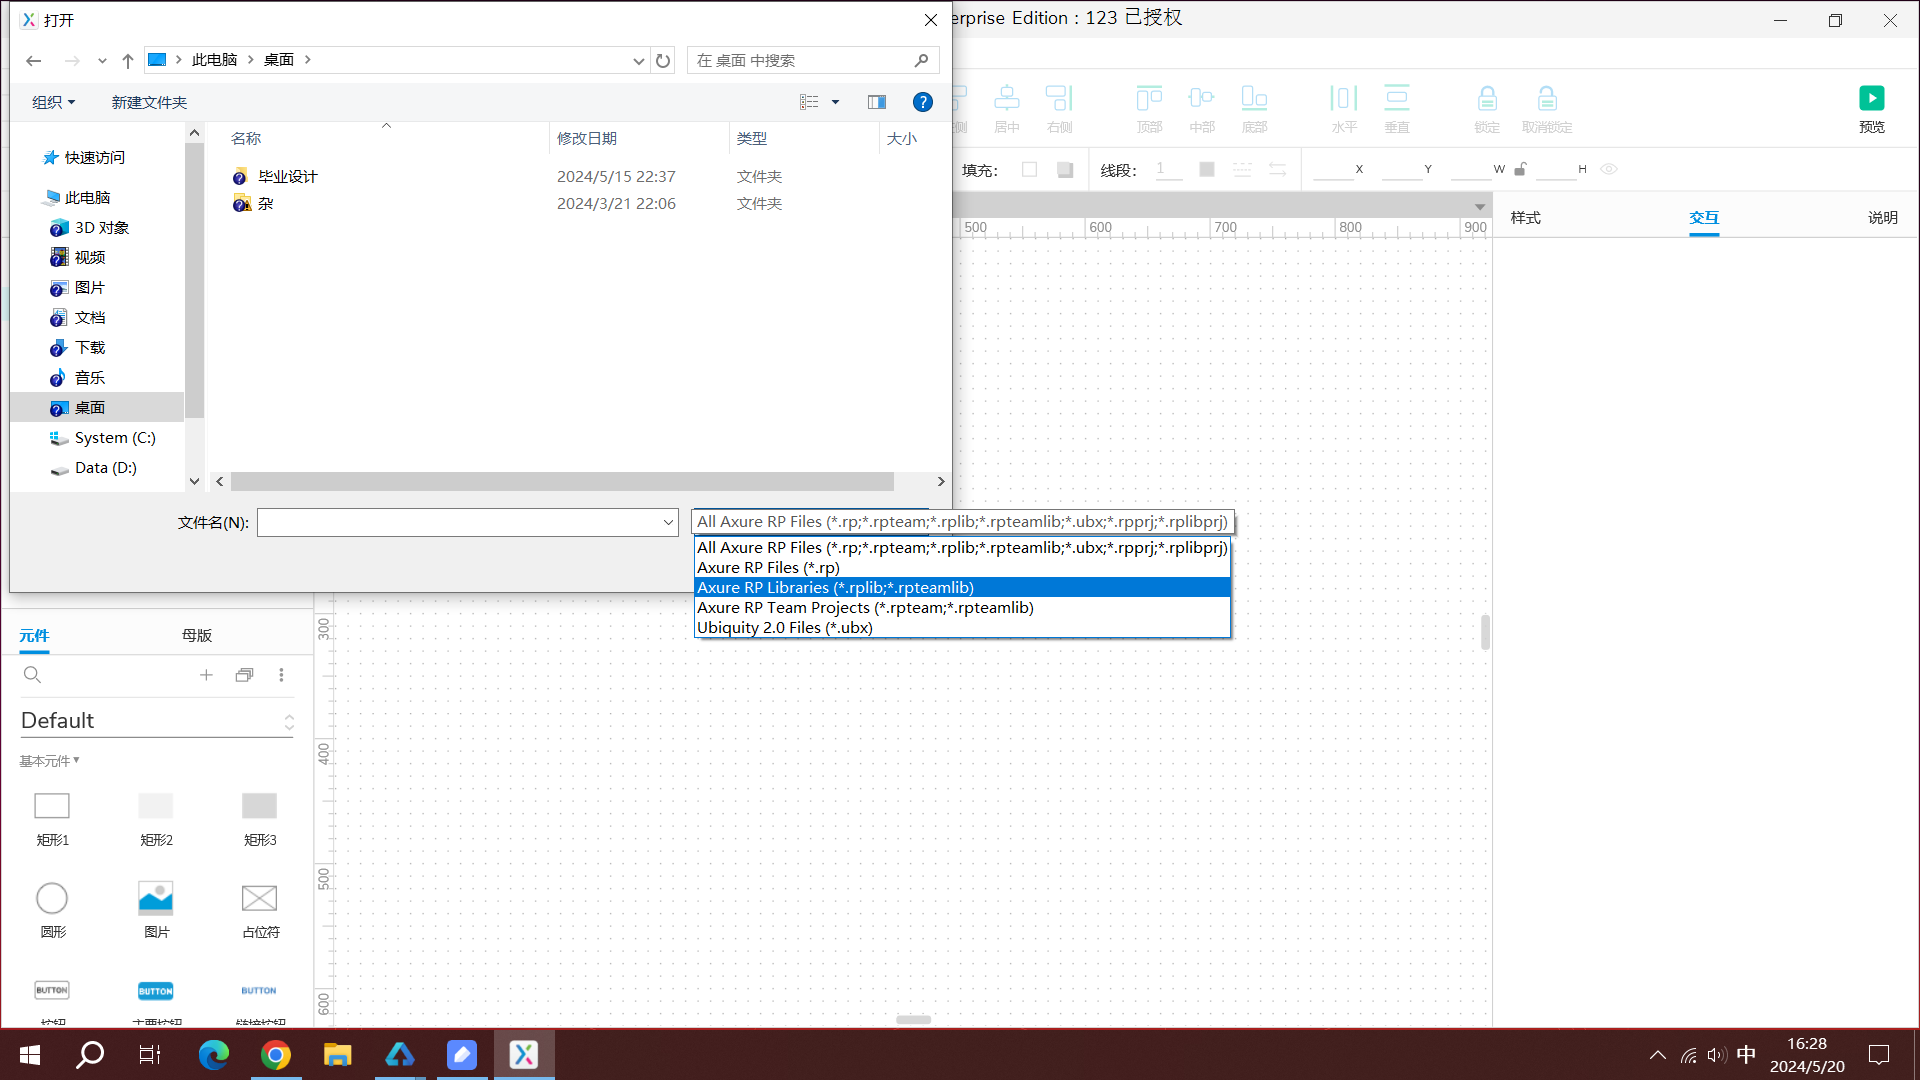 打开
erprise Edition : 123 已授权
此电脑
桌面
在 桌面 中搜索
组织
新建文件夹
居中
右侧
顶部
中部
底部
水平
垂直
锁定
取消锁定
预览
填充:
线段:
1
X
Y
W
H
名称
修改日期
类型
大小
毕业设计
2024/5/15 22:37
文件夹
杂
2024/3/21 22:06
文件夹
快速访问
此电脑
3D 对象
视频
图片
文档
下载
音乐
桌面
System (C:)
Data (D:)
文件名(N):
All Axure RP Files (*.rp;*.rpteam;*.rplib;*.rpteamlib;*.ubx;*.rpprj;*.rplibprj)
All Axure RP Files (*.rp;*.rpteam;*.rplib;*.rpteamlib;*.ubx;*.rpprj;*.rplibprj)
Axure RP Files (*.rp)
Axure RP Libraries (*.rplib;*.rpteamlib)
Axure RP Team Projects (*.rpteam;*.rpteamlib)
Ubiquity 2.0 Files (*.ubx)
500
600
700
800
900
样式
交互
说明
300
400
500
600
元件
母版
Default
基本元件
矩形1
矩形2
矩形3
圆形
图片
占位符
BUTTON
BUTTON
BUTTON
按钮
主要按钮
链接按钮
中
16:28
2024/5/20